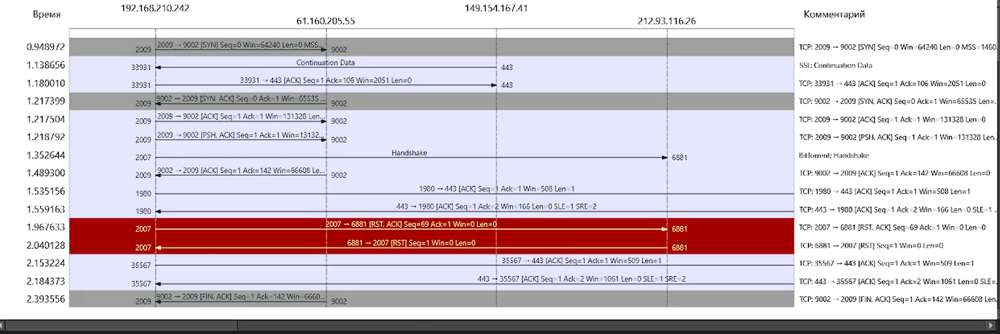 192.168.210.242 149.154.167.41
Время Комментарий
61.160.205.55 212.93.116.26
0.948972 2009 2009 → 9002 [SYN] Seq=0 Win=64240 Len=0 MSS... 9002 TCP: 2009 → 9002 [SYN] Seq=0 Win=64240 Len=0 MSS=1460.
1.138656 33931 Continuation Data 443 SSL: Continuation Data
1.180010 33931 33931 → 443 [ACK] Seq=1 Ack=106 Win=2051 Len=0 443 TCP: 33931 → 443 [ACK] Seq=1 Ack=106 Win=2051 Len=0
1.217399 2009 9002 → 2009 [SYN, ACK] Seq=0 Ack=1 Win=65535 ... 9002 TCP: 9002 → 2009 [SYN, ACK] Seq=0 Ack=1 Win=65535 Len=..
1.217504 2009 2009 → 9002 [ACK] Seq=1 Ack=1 Win=131328 Len... 9002 TCP: 2009 → 9002 [ACK] Seq=1 Ack=1 Win=131328 Len=0
1.218792 2009 2009 → 9002 [PSH, ACK] Seq=1 Ack=1 Win=13132... 9002 TCP: 2009 → 9002 [PSH, ACK] Seq=1 Ack=1 Win=131328 Len..
1.352644 2007 Handshake 6881 BitTorrent: Handshake
1.489300 2009 9002 → 2009 [ACK] Seq=1 Ack=142 Win=66608 Le... 9002 TCP: 9002 → 2009 [ACK] Seq=1 Ack=142 Win=66608 Len=0
1.535156 1980 1980 → 443 [ACK] Seq=1 Ack=1 Win=508 Len=1 TCP: 1980 → 443 [ACK] Seq=1 Ack=1 Win=508 Len=1
1.559163 1980 443 → 1980 [ACK] Seq=1 Ack=2 Win=166 Len=0 SLE=1 SRE=2 TCP: 443 → 1980 [ACK] Seq=1 Ack=2 Win=166 Len=0 SLE=1 ..
1.967633 2007 2007 → 6881 [RST, ACK] Seq=69 Ack=1 Win=0 Len=0 6881 TCP: 2007 → 6881 [RST, ACK] Seq=69 Ack=1 Win=0 Len=0
2.040128 2007 6881 → 2007 [RST] Seq=1 Win=0 Len=0 6881 TCP: 6881 → 2007 [RST] Seq=1 Win=0 Len=0
2.153224 35567 35567 → 443 [ACK] Seq=1 Ack=1 Win=509 Len=1 TCP: 35567 → 443 [ACK] Seq=1 Ack=1 Win=509 Len=1
2.184373 35567 443 → 35567 [ACK] Seq=1 Ack=2 Win=1061 Len=0 SLE=1 SRE=2 TCP: 443 → 35567 [ACK] Seq=1 Ack=2 Win=1061 Len=0 SLE=..
2.393556 2009 9002 → 2009 [FIN, ACK] Seq=1 Ack=142 Win=6660... 9002 TCP: 9002 → 2009 [FIN, ACK] Seq=1 Ack=142 Win=66608 Len..